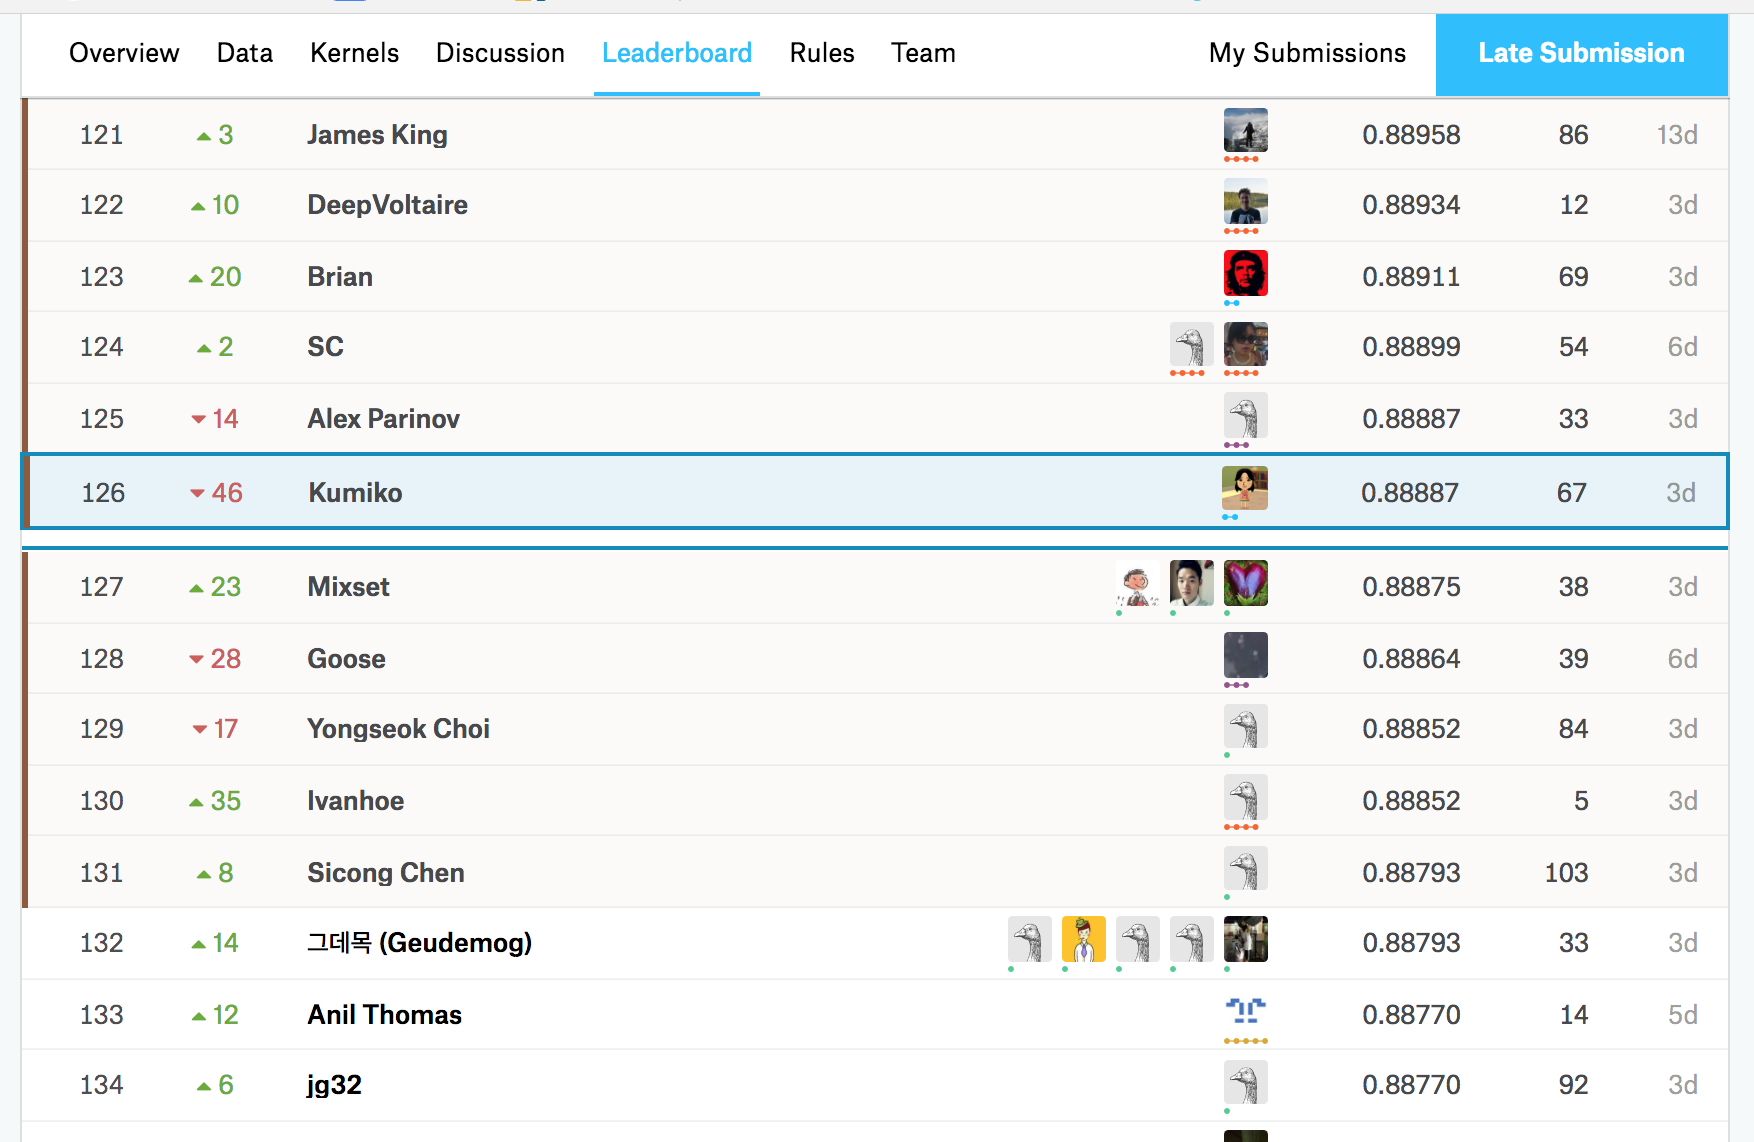 Overview Data Kernels Discussion Leaderboard Rules Team My Submissions Late Submission
121 ▲ 3 James King 0.88958 86 13d
122 ▲ 10 DeepVoltaire 0.88934 12 3d
123 ▲ 20 Brian 0.88911 69 3d
124 ▲ 2 SC 0.88899 54 6d
125 ▼ 14 Alex Parinov 0.88887 33 3d
126 ▼ 46 Kumiko 0.88887 67 3d
127 ▲ 23 Mixset 0.88875 38 3d
128 ▼ 28 Goose 0.88864 39 6d
129 ▼ 17 Yongseok Choi 0.88852 84 3d
130 ▲ 35 Ivanhoe 0.88852 5 3d
131 ▲ 8 Sicong Chen 0.88793 103 3d
132 ▲ 14 그데목 (Geudemog) 0.88793 33 3d
133 ▲ 12 Anil Thomas 0.88770 14 5d
134 ▲ 6 jg32 0.88770 92 3d